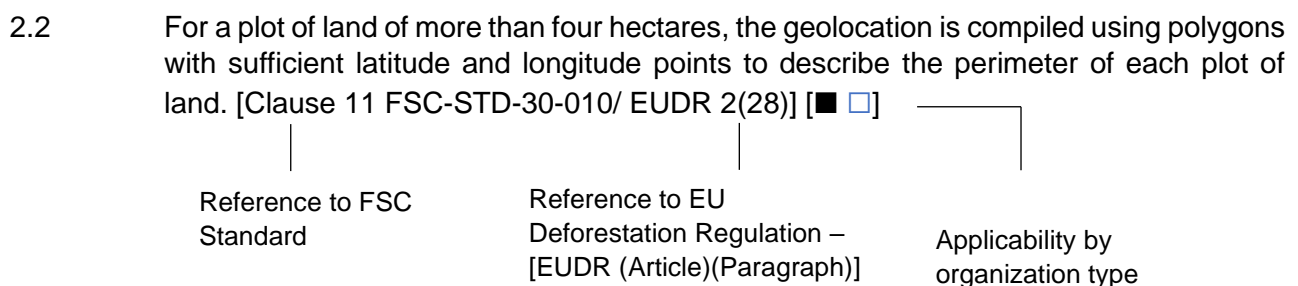 2.2 For a plot of land of more than four hectares, the geolocation is compiled using polygons
with sufficient latitude and longitude points to describe the perimeter of each plot of
land. [Clause 11 FSC-STD-30-010/ EUDR 2(28)] [■ □]
Reference to FSC
Standard
Reference to EU
Deforestation Regulation –
[EUDR (Article)(Paragraph)]
Applicability by
organization type